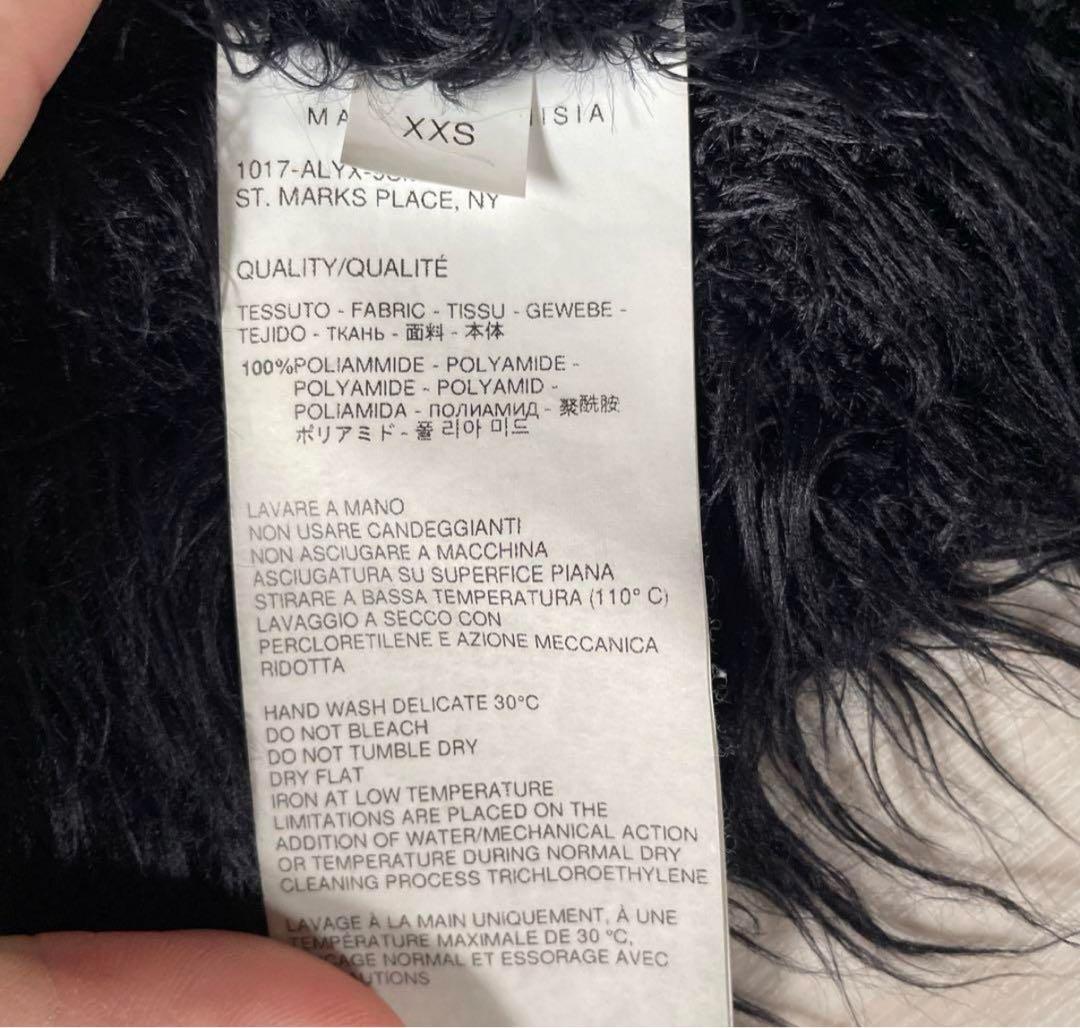 XXS
1017-ALYX-
ST. MARKS PLACE, NY
QUALITY/QUALITÉ
TESSUTO - FABRIC - TISSU - GEWEBE -
TEJIDO - ТКАНЬ - 面料 - 本体
100%POLIAMMIDE - POLYAMIDE -
POLYAMIDE - POLYAMID -
POLIAMIDA - ПОЛИАМИД - 聚酰胺
ポリアミド - 폴리아미드
LAVARE A MANO
NON USARE CANDEGGIANTI
NON ASCIUGARE A MACCHINA
ASCIUGATURA SU SUPERFICE PIANA
STIRARE A BASSA TEMPERATURA (110° C)
LAVAGGIO A SECCO CON
PERCLORETILENE E AZIONE MECCANICA
RIDOTTA
HAND WASH DELICATE 30°C
DO NOT BLEACH
DO NOT TUMBLE DRY
DRY FLAT
IRON AT LOW TEMPERATURE
LIMITATIONS ARE PLACED ON THE
ADDITION OF WATER/MECHANICAL ACTION
OR TEMPERATURE DURING NORMAL DRY
CLEANING PROCESS TRICHLOROETHYLENE
LAVAGE À LA MAIN UNIQUEMENT, À UNE
TEMPÉRATURE MAXIMALE DE 30 °C,
NORMAL ET ESSORAGE AVEC